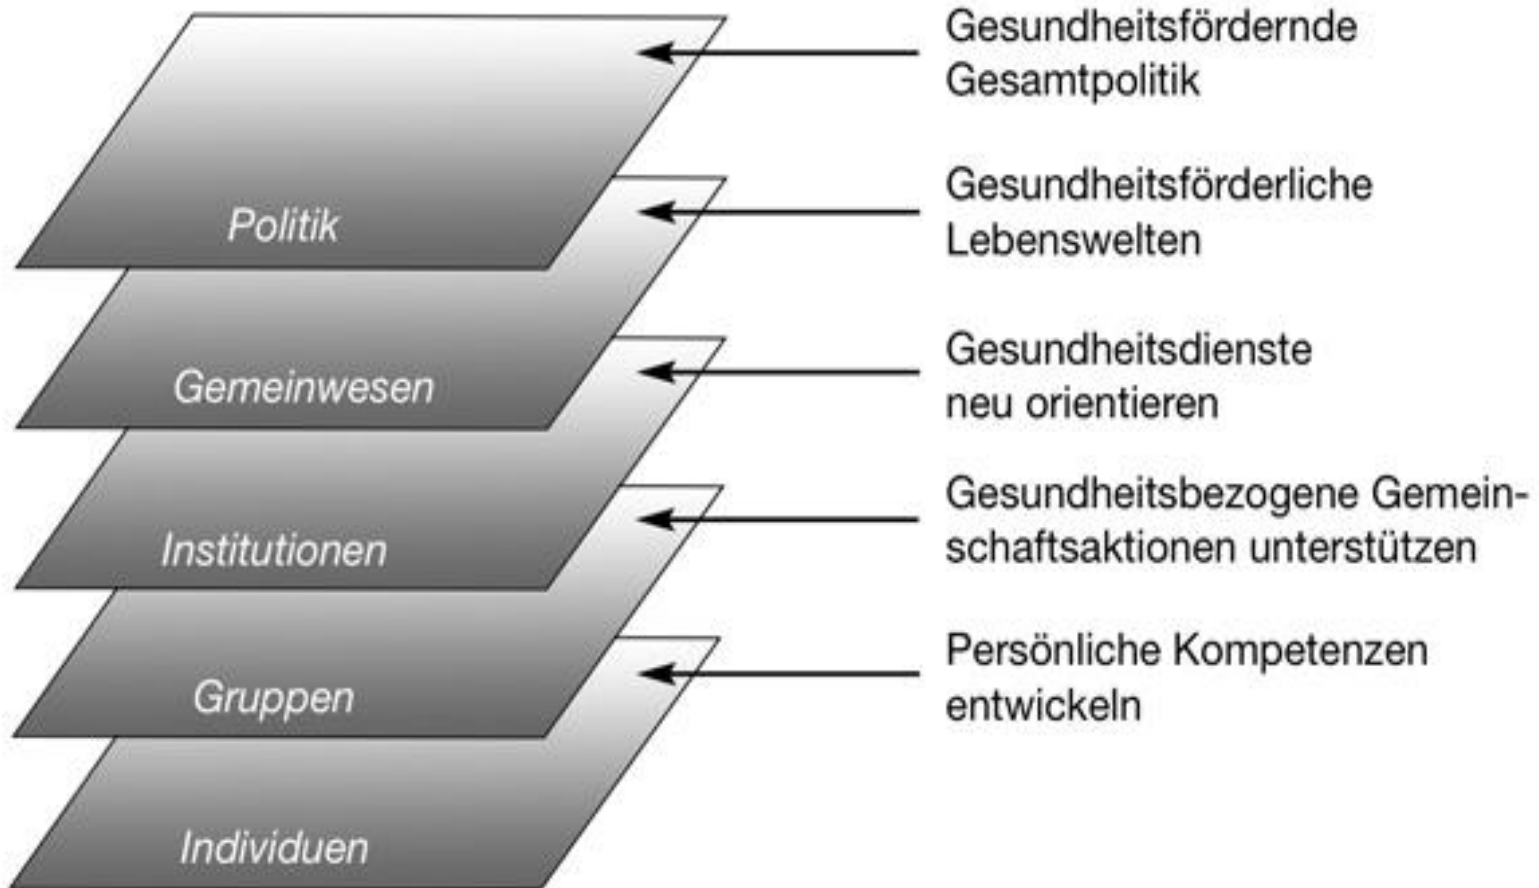 Gesundheitsfördernde
Gesamtpolitik
Politik
Gesundheitsförderliche
Lebenswelten
Gemeinwesen
Gesundheitsdienste
neu orientieren
Institutionen
Gesundheitsbezogene Gemein-
schaftsaktionen unterstützen
Gruppen
Persönliche Kompetenzen
entwickeln
Individuen